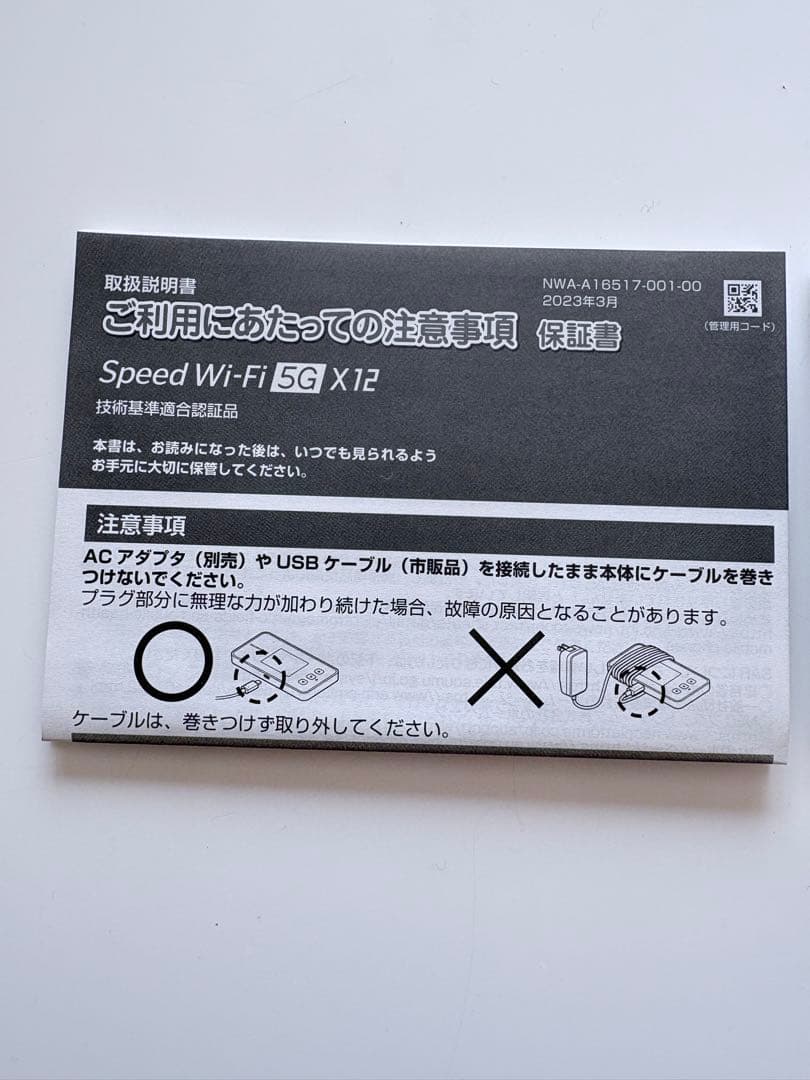 取扱説明書
NWA-A16517-001-00
2023年3月
(管理用コード)
ご利用にあたっての注意事項 保証書
Speed Wi-Fi 5G X12
技術基準適合認証品
本書は、お読みになった後は、いつでも見られるよう
お手元に大切に保管してください。
注意事項
ACアダプタ（別売）やUSBケーブル（市販品）を接続したまま本体にケーブルを巻き
つけないでください。
プラグ部分に無理な力が加わり続けた場合、故障の原因となることがあります。
ケーブルは、巻きつけず取り外してください。